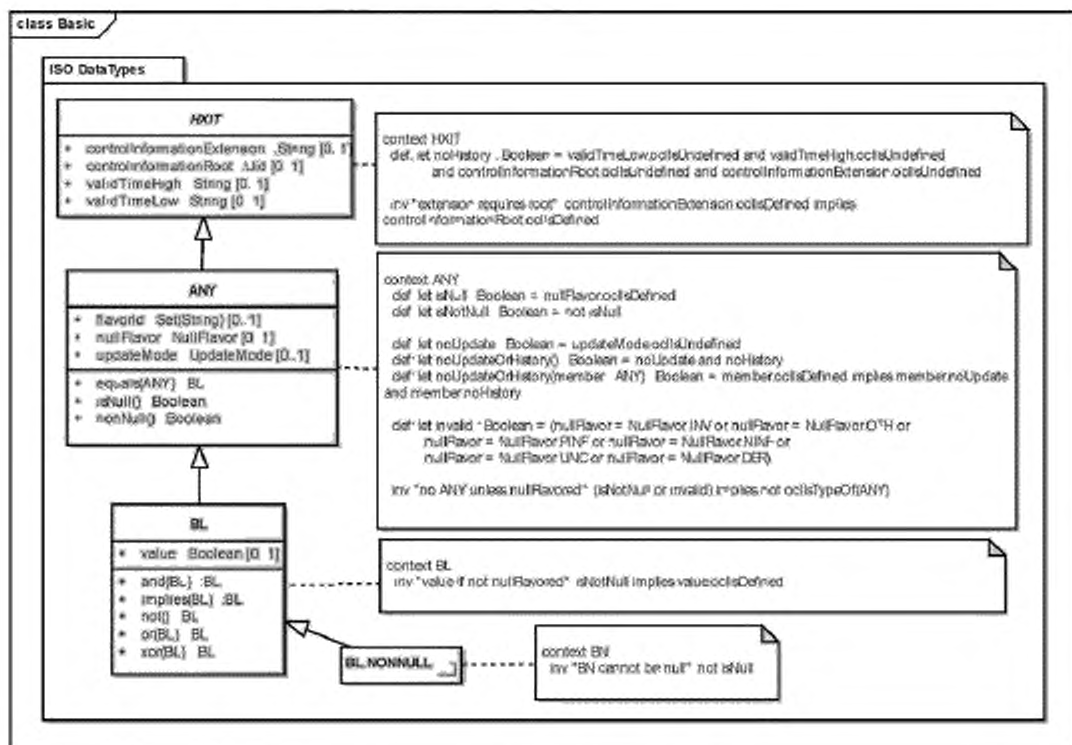 class Basic
ISO DataTypes
HXIT
+ controlInformationExtension :String [0..1]
+ controlInformationRoot :Uid [0..1]
+ validTimeHigh String [0..1]
+ validTimeLow String [0..1]
context HXIT
def: let noHistory : Boolean = validTimeLow.oclIsUndefined and validTimeHigh.oclIsUndefined
and controlInformationRoot.oclIsUndefined and controlInformationExtension.oclIsUndefined
inv "extension requires root" controlInformationExtension.oclIsDefined implies
controlInformationRoot.oclIsDefined
ANY
+ flavorId Set(String) [0..1]
+ nullFlavor NullFlavor [0..1]
+ updateMode UpdateMode [0..1]
+ equals(ANY) BL
+ isNull() Boolean
+ nonNull() Boolean
context ANY
def let isNull Boolean = nullFlavor.oclIsDefined
def let isNotNull Boolean = not isNull
def let noUpdate Boolean = updateMode.oclIsUndefined
def let noUpdateOrHistory() Boolean = noUpdate and noHistory
def let noUpdateOrHistory(member ANY) Boolean = member.oclIsDefined implies member.noUpdate
and member.noHistory
def let invalid : Boolean = (nullFlavor = NullFlavor.INV or nullFlavor = NullFlavor.OTH or
nullFlavor = NullFlavor.PINF or nullFlavor = NullFlavor.NINF or
nullFlavor = NullFlavor.UNC or nullFlavor = NullFlavor.DER)
inv "no ANY unless nullFlavored" (isNotNull or invalid) implies not oclIsTypeOf(ANY)
BL
+ value Boolean [0..1]
+ and(BL) :BL
+ implies(BL) :BL
+ not() BL
+ or(BL) BL
+ xor(BL) BL
context BL
inv "value if not nullFlavored" isNotNull implies value.oclIsDefined
BL.NONNULL
context BN
inv "BN cannot be null" not isNull